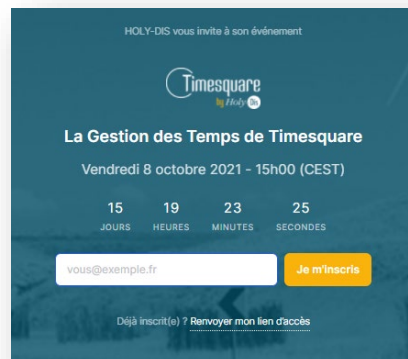 HOLY-DIS vous invite à son événement
Timesquare
by Holy-Dis
La Gestion des Temps de Timesquare
Vendredi 8 octobre 2021 - 15h00 (CEST)
15 19 23 25
JOURS HEURES MINUTES SECONDES
vous@exemple.fr Je m'inscris
Déjà inscrit(e) ? Renvoyer mon lien d'accès